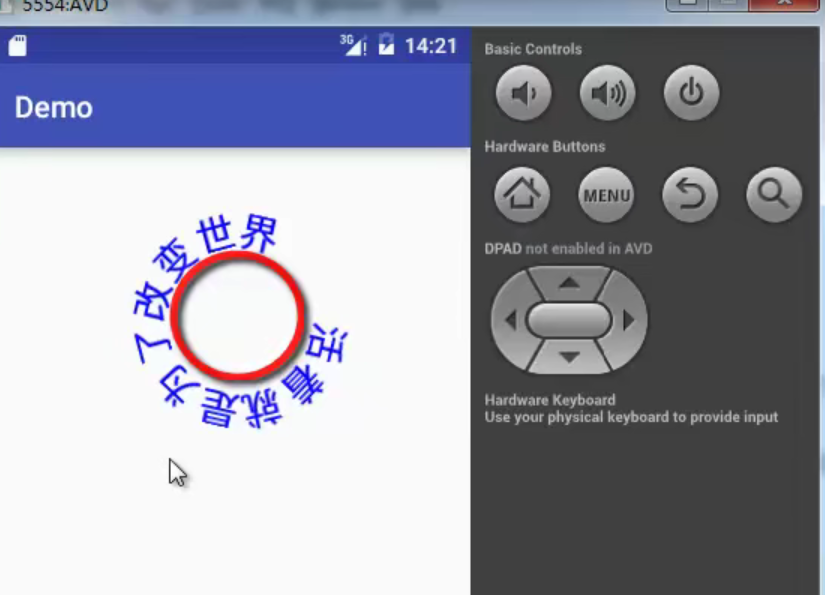 5554:AVD
3G 14:21
Demo
活着就是为了改变世界
Basic Controls
Hardware Buttons
MENU
DPAD not enabled in AVD
Hardware Keyboard
Use your physical keyboard to provide input